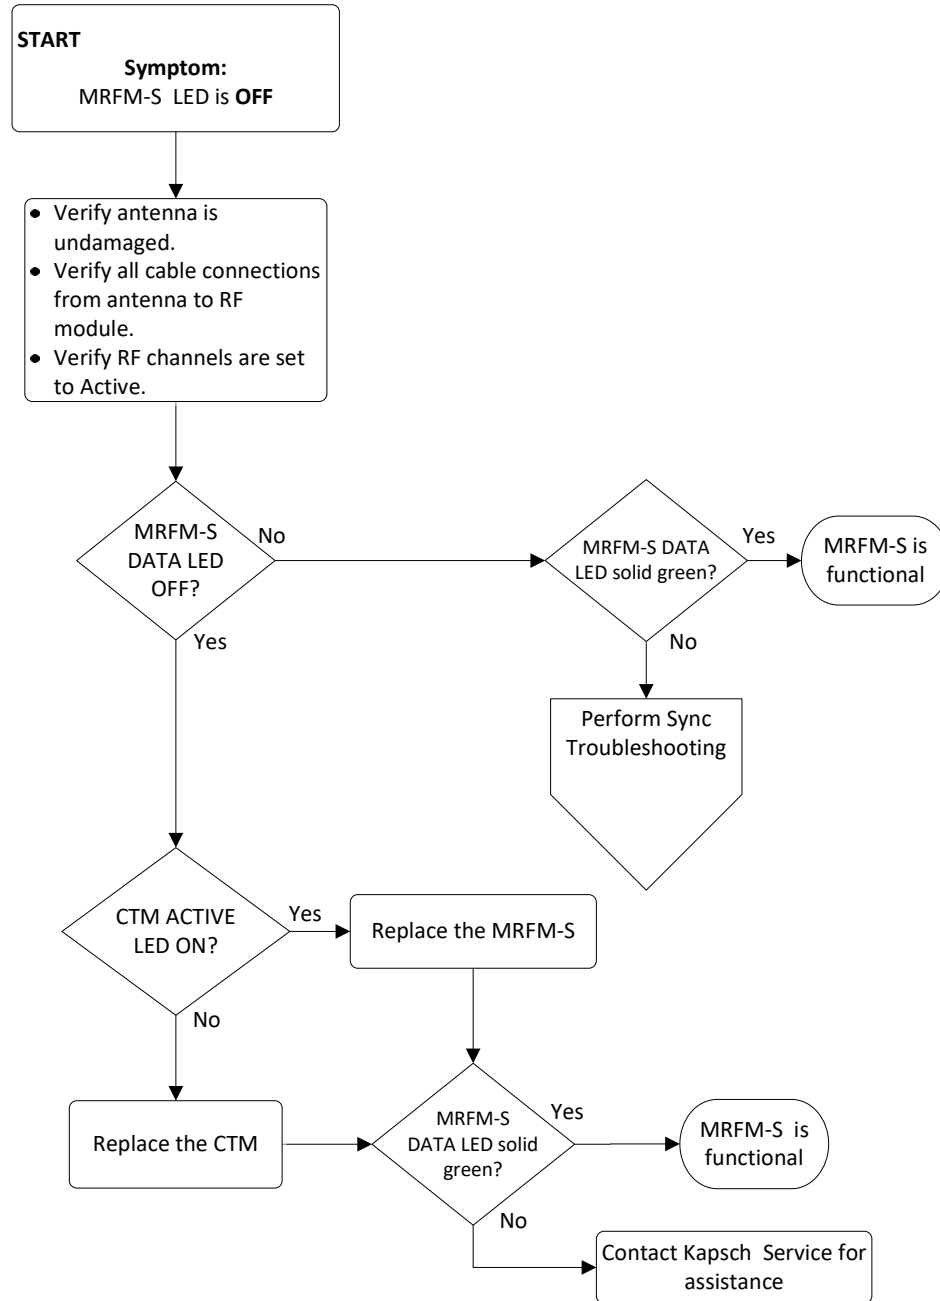 START
Symptom:
MRFM-S LED is OFF
• Verify antenna is
undamaged.
• Verify all cable connections
from antenna to RF
module.
• Verify RF channels are set
to Active.
MRFM-S
DATA LED
OFF?
No
MRFM-S DATA
LED solid green?
Yes
MRFM-S is
functional
Yes
No
Perform Sync
Troubleshooting
CTM ACTIVE
LED ON?
Yes
Replace the MRFM-S
No
Replace the CTM
MRFM-S
DATA LED solid
green?
Yes
MRFM-S is
functional
No
Contact Kapsch Service for
assistance